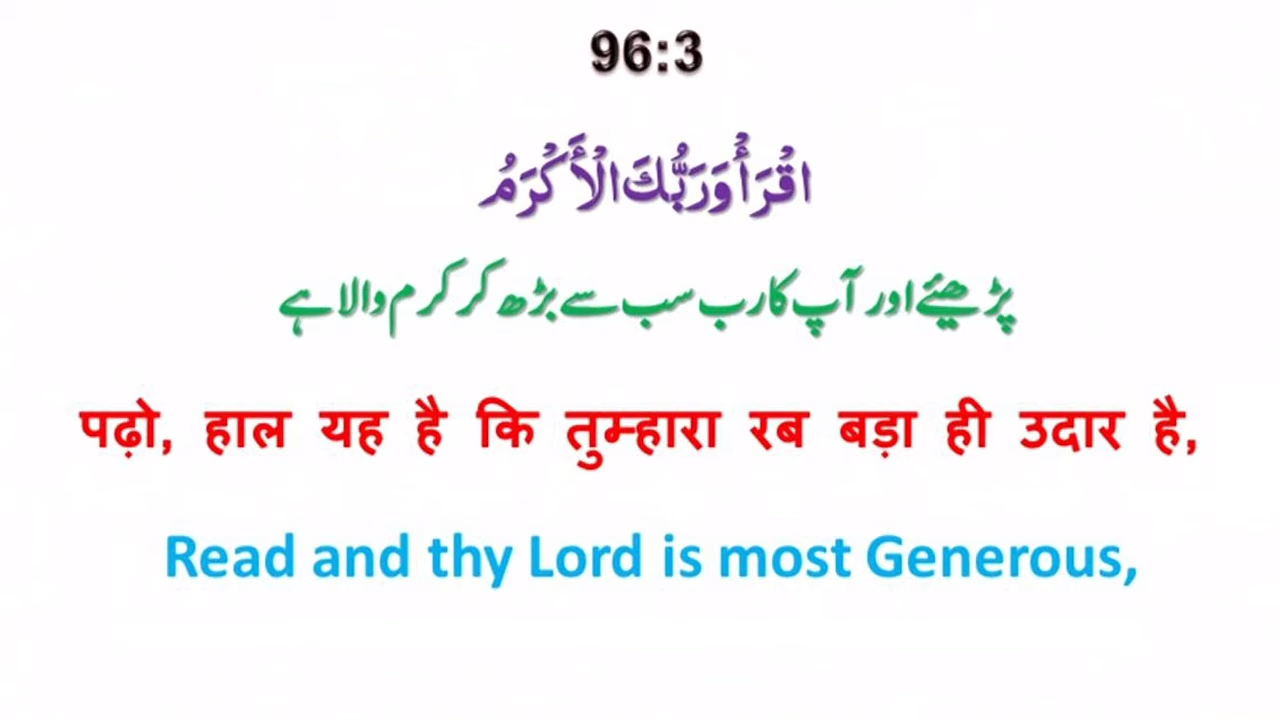 96:3
اقْرَأْ وَرَبُّكَ الْأَكْرَمُ
پڑھیئے اور آپ کا رب سب سے بڑھ کر کرم والا ہے
पढ़ो, हाल यह है कि तुम्हारा रब बड़ा ही उदार है,
Read and thy Lord is most Generous,